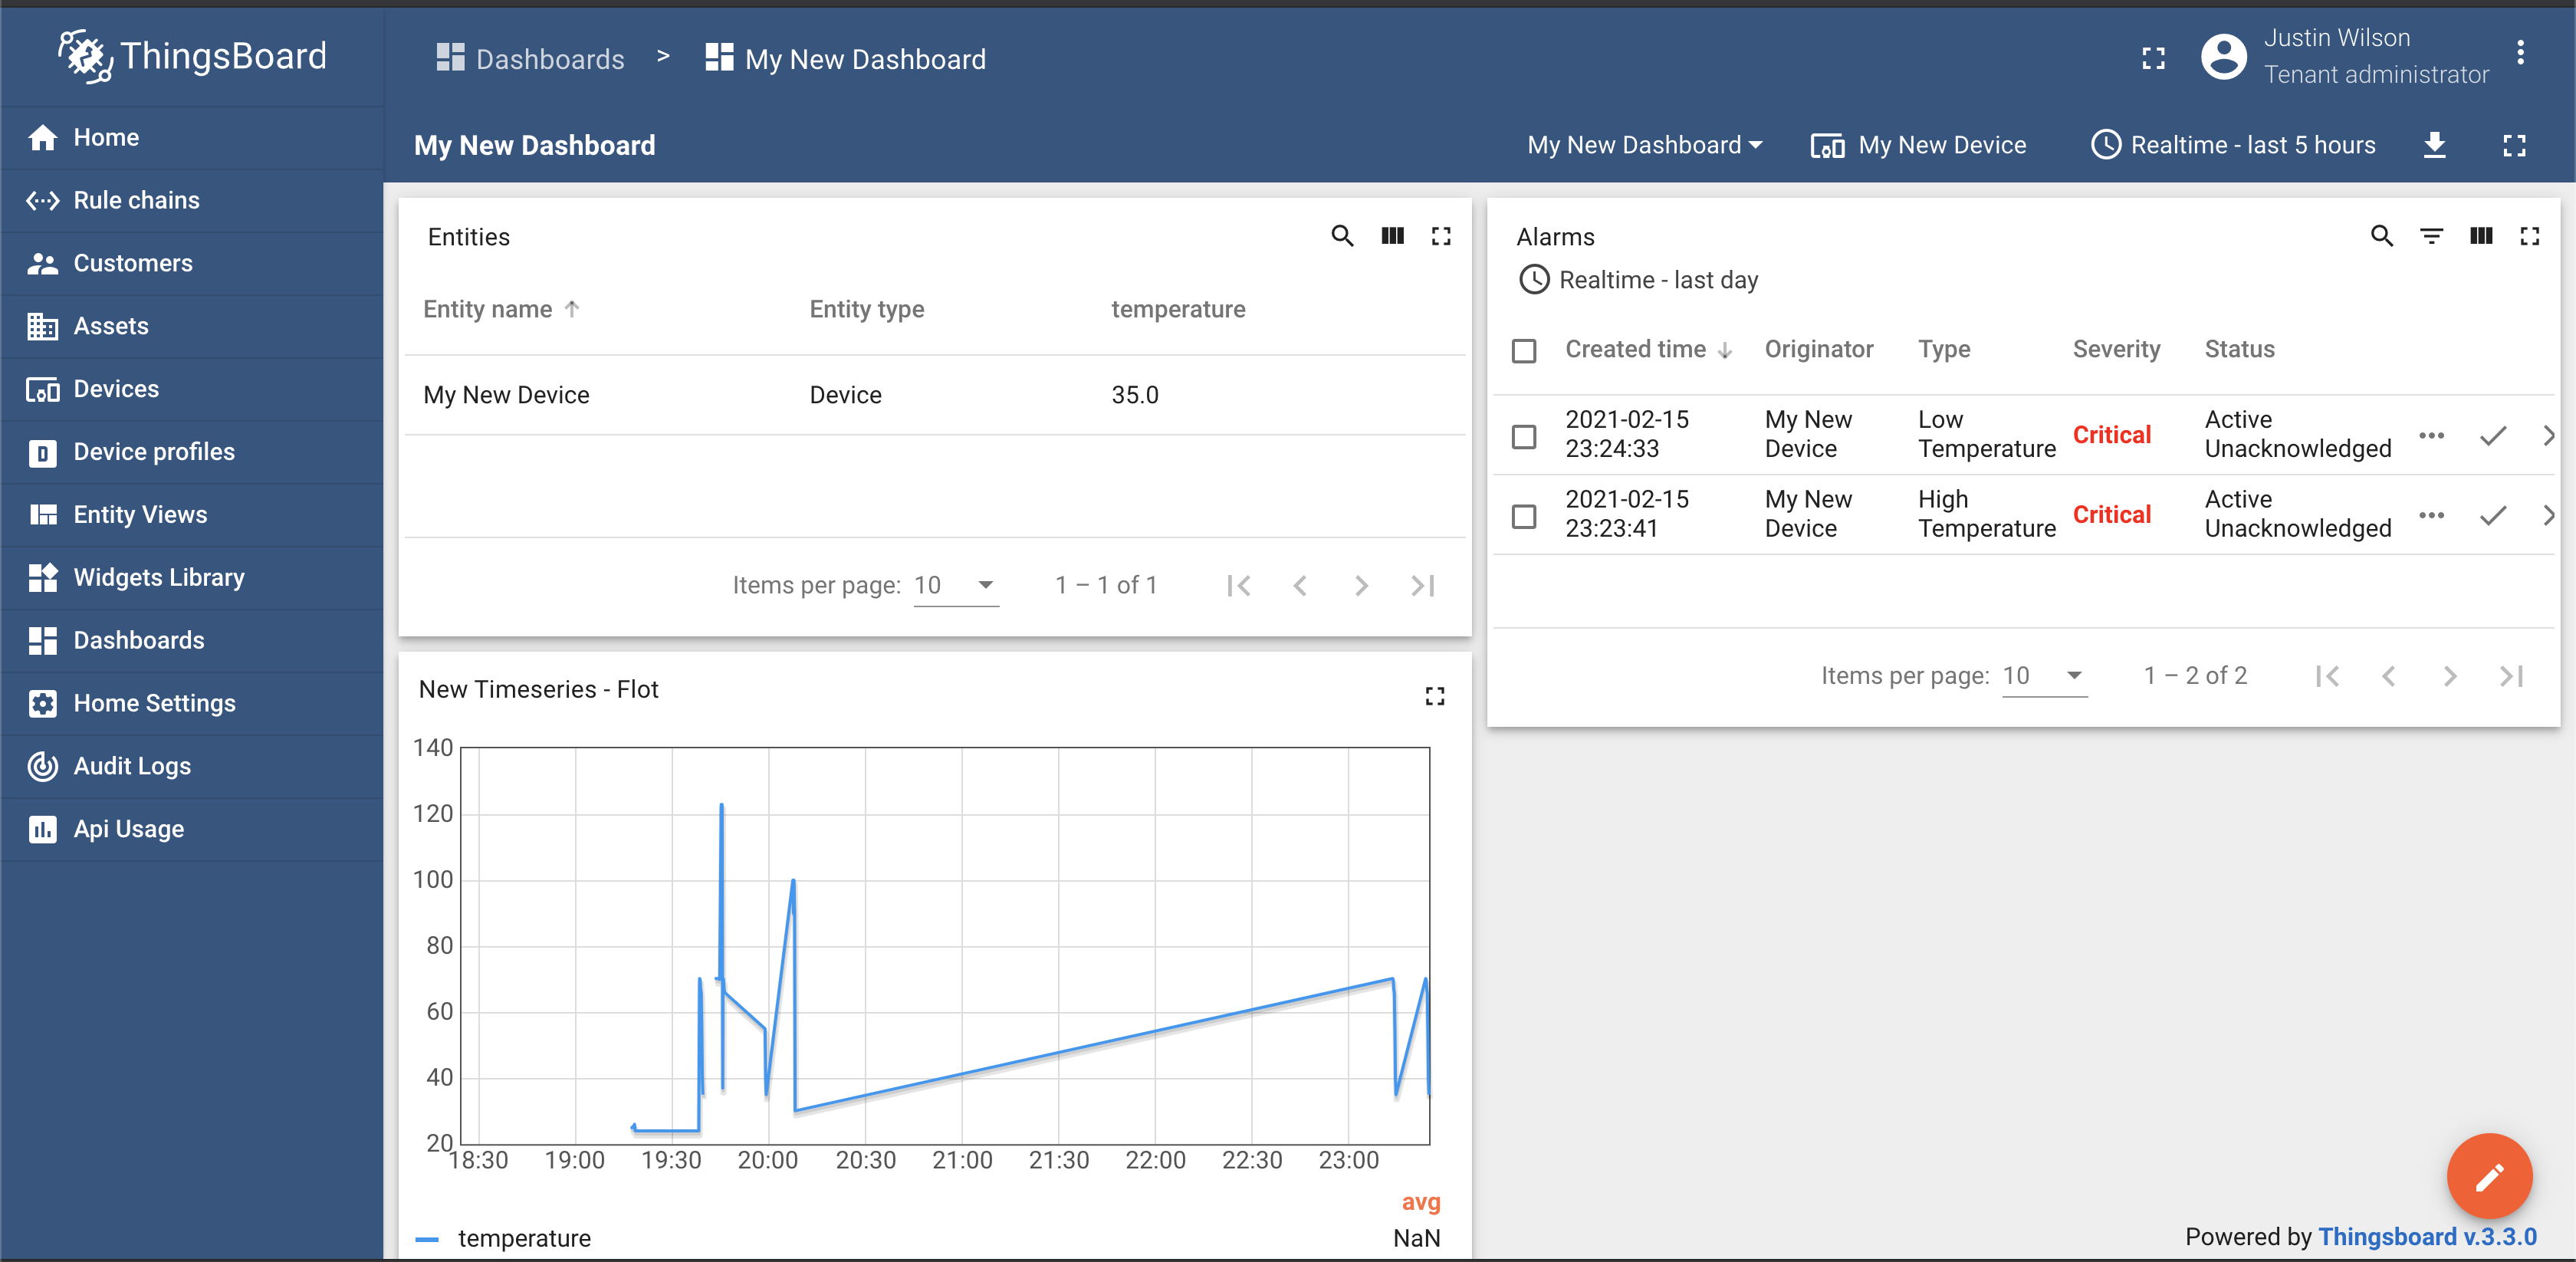 ThingsBoard
Dashboards > My New Dashboard
Justin Wilson
Tenant administrator
Home
Rule chains
Customers
Assets
Devices
Device profiles
Entity Views
Widgets Library
Dashboards
Home Settings
Audit Logs
Api Usage
My New Dashboard
My New Dashboard
My New Device
Realtime - last 5 hours
Entities
Entity name Entity type temperature
My New Device Device 35.0
Items per page: 10 1 – 1 of 1
Alarms
Realtime - last day
Created time Originator Type Severity Status
2021-02-15 23:24:33 My New Device Low Temperature Critical Active Unacknowledged
2021-02-15 23:23:41 My New Device High Temperature Critical Active Unacknowledged
Items per page: 10 1 – 2 of 2
New Timeseries - Flot
140
120
100
80
60
40
20
18:30 19:00 19:30 20:00 20:30 21:00 21:30 22:00 22:30 23:00
avg
temperature NaN
Powered by Thingsboard v.3.3.0